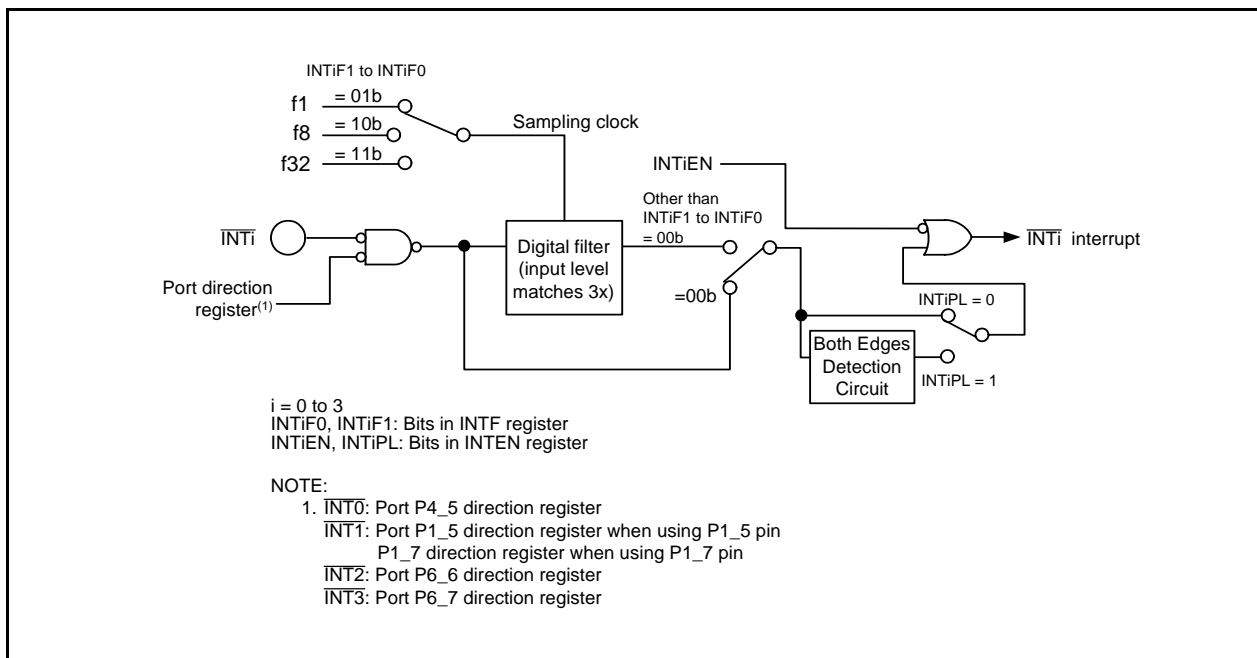 INTiF1 to INTiF0
f1 = 01b
f8 = 10b
f32 = 11b
Sampling clock
INTiEN
Other than
INTiF1 to INTiF0
= 00b
INTi
Digital filter
(input level
matches 3x)
INTi interrupt
Port direction
register(1)
=00b
INTiPL = 0
Both Edges
Detection
Circuit
INTiPL = 1
i = 0 to 3
INTiF0, INTiF1: Bits in INTF register
INTiEN, INTiPL: Bits in INTEN register
NOTE:
1. INT0: Port P4_5 direction register
INT1: Port P1_5 direction register when using P1_5 pin
P1_7 direction register when using P1_7 pin
INT2: Port P6_6 direction register
INT3: Port P6_7 direction register